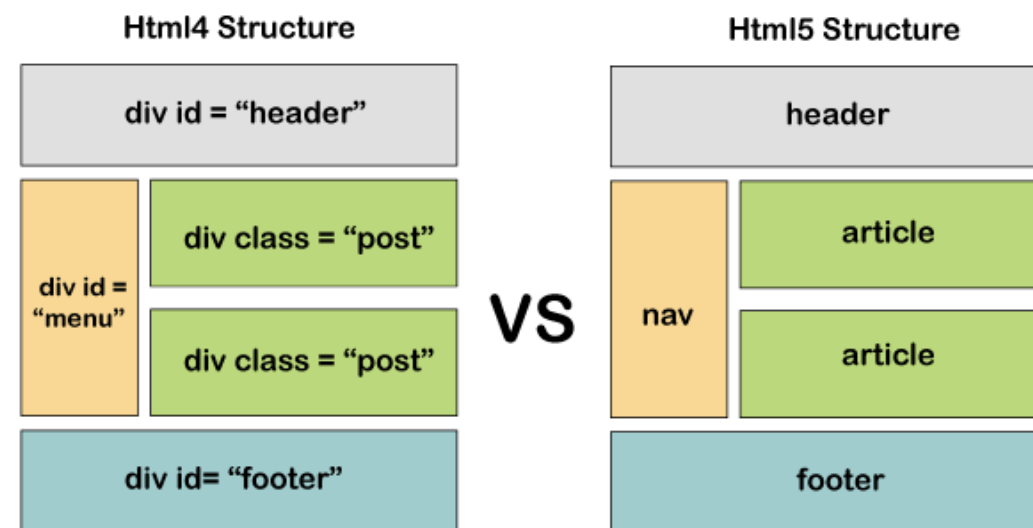 Html4 Structure
div id = “header”
div id =
“menu”
div class = “post”
div class = “post”
div id= “footer”
VS
Html5 Structure
header
nav
article
article
footer